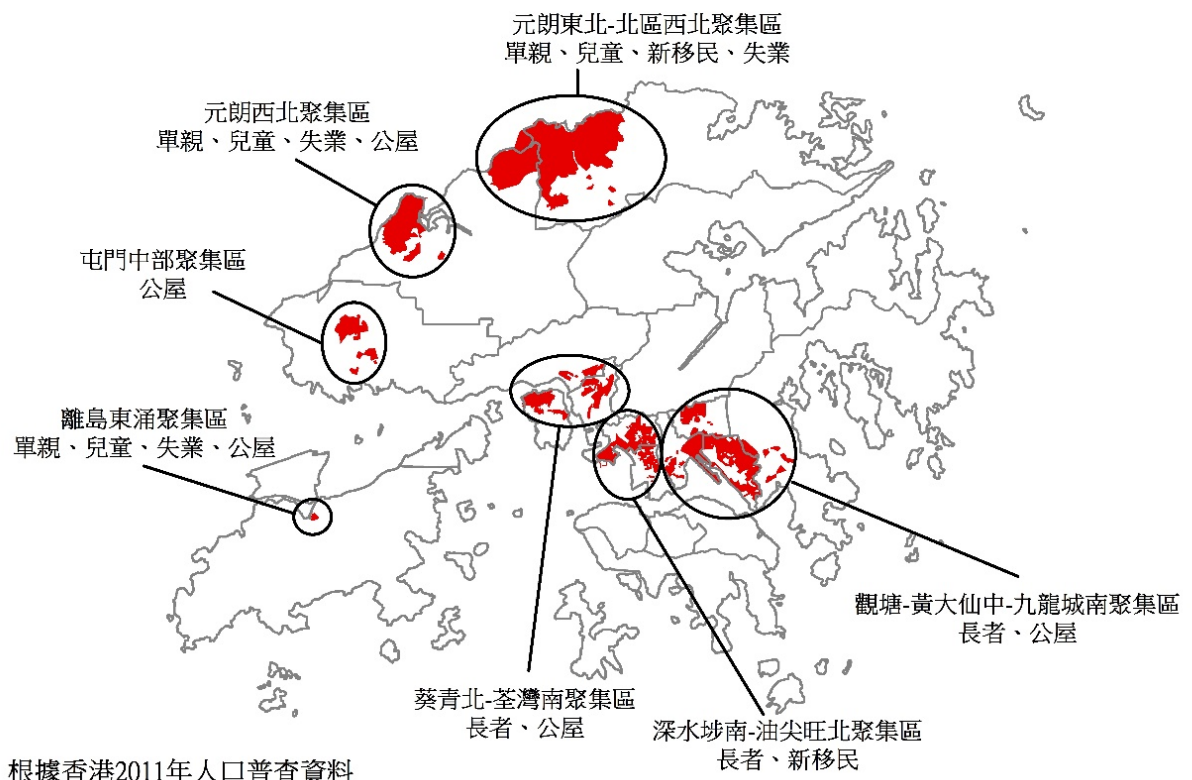 元朗東北-北區西北聚集區
單親、兒童、新移民、失業
元朗西北聚集區
單親、兒童、失業、公屋
屯門中部聚集區
公屋
離島東涌聚集區
單親、兒童、失業、公屋
觀塘-黃大仙中-九龍城南聚集區
長者、公屋
葵青北-荃灣南聚集區
長者、公屋
深水埗南-油尖旺北聚集區
長者、新移民
根據香港2011年人口普查資料